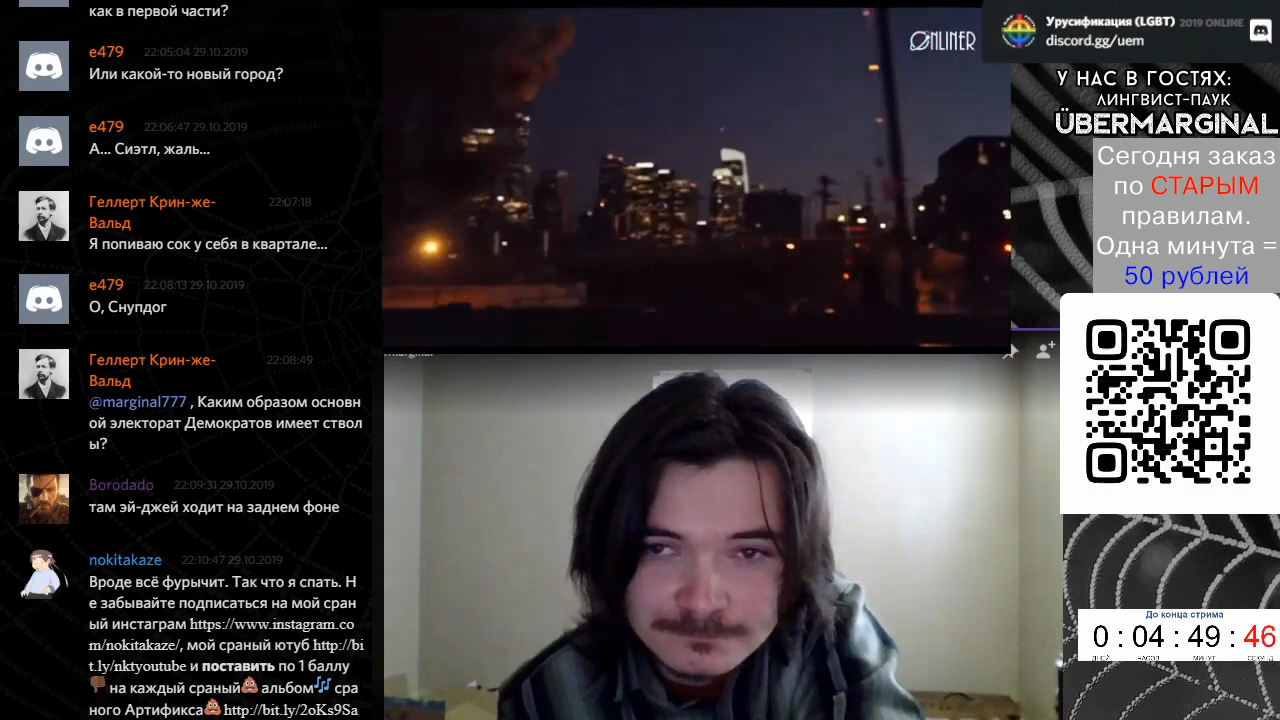 как в первой части?
e479 22:05:04 29.10.2019
Или какой-то новый город?
e479 22:06:47 29.10.2019
А... Сиэтл, жаль...
Геллерт Крин-же-
Вальд 22:07:18
Я попиваю сок у себя в квартале...
e479 22:08:13 29.10.2019
О, Снупдог
Геллерт Крин-же-
Вальд 22:08:49
@marginal777 , Каким образом основн
ой электорат Демократов имеет ствол
ы?
Borodado 22:09:31 29.10.2019
там эй-джей ходит на заднем фоне
nokitakaze 22:10:47 29.10.2019
Вроде всё фурычит. Так что я спать. Н
е забывайте подписаться на мой сран
ый инстаграм https://www.instagram.co
m/nokitakaze/, мой сраный ютуб http://bi
t.ly/nktyoutube и поставить по 1 баллу
👎🏾 на каждый сраный💩 альбом🎶 сра
ного Артификса💩 http://bit.ly/2oKs9Sa
ONLINER
Урусификация (LGBT) 2019 ONLINE
discord.gg/uem
У НАС В ГОСТЯХ:
ЛИНГВИСТ-ПАУК
ÜBERMARGINAL
Сегодня заказ
по СТАРЫМ
правилам.
Одна минута =
50 рублей
До конца стрима
0 : 04 : 49 : 46
ДНЕЙ ЧАСОВ МИНУТ СЕКУНД